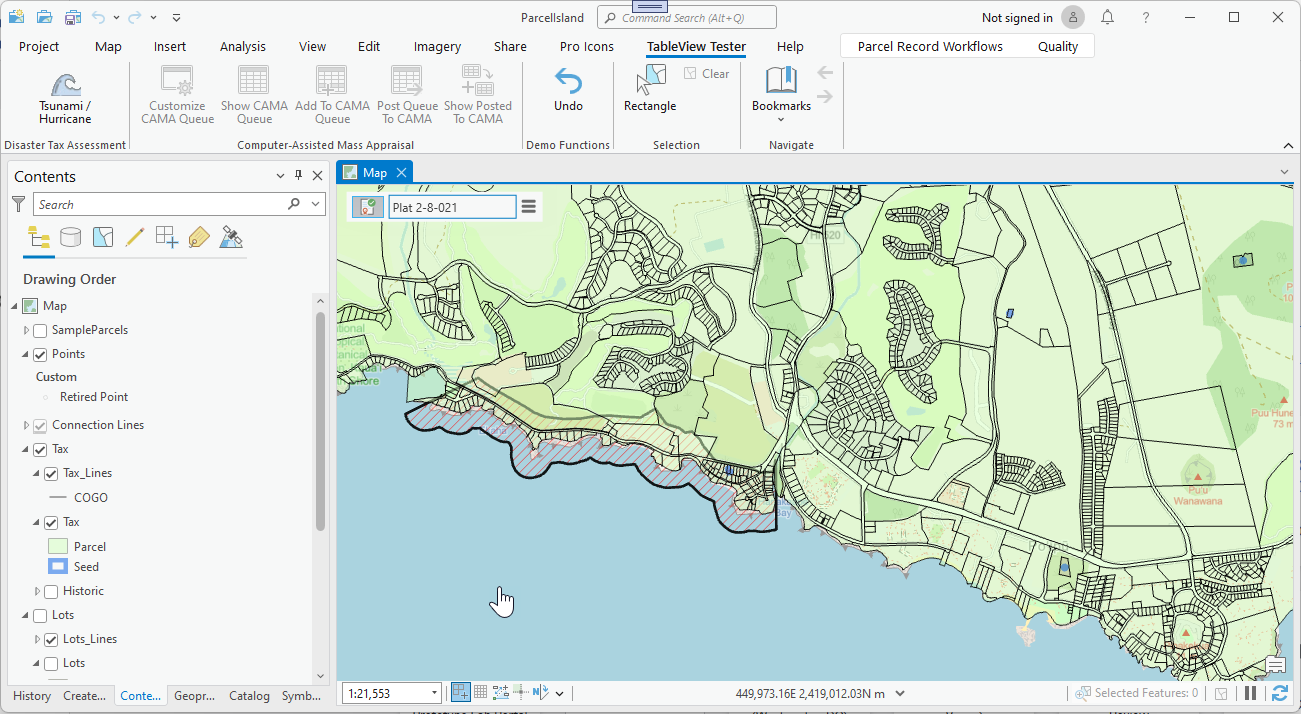 ParcelIsland
Command Search (Alt+Q)
Not signed in
Project
Map
Insert
Analysis
View
Edit
Imagery
Share
Pro Icons
TableView Tester
Help
Parcel Record Workflows
Quality
Tsunami /
Hurricane
Customize
CAMA Queue
Show CAMA
Queue
Add To CAMA
Queue
Post Queue
To CAMA
Show Posted
To CAMA
Undo
Rectangle
Clear
Bookmarks
Disaster Tax Assessment
Computer-Assisted Mass Appraisal
Demo Functions
Selection
Navigate
Contents
Search
Drawing Order
Map
SampleParcels
Points
Custom
Retired Point
Connection Lines
Tax
Tax_Lines
COGO
Tax
Parcel
Seed
Historic
Lots
Lots_Lines
Lots
History
Create...
Conte...
Geopr...
Catalog
Symb...
Map
Plat 2-8-021
Puu Hune
73 m
Pu'u
Wanawana
Bay
1:21,553
449,973.16E 2,419,012.03N m
Selected Features: 0